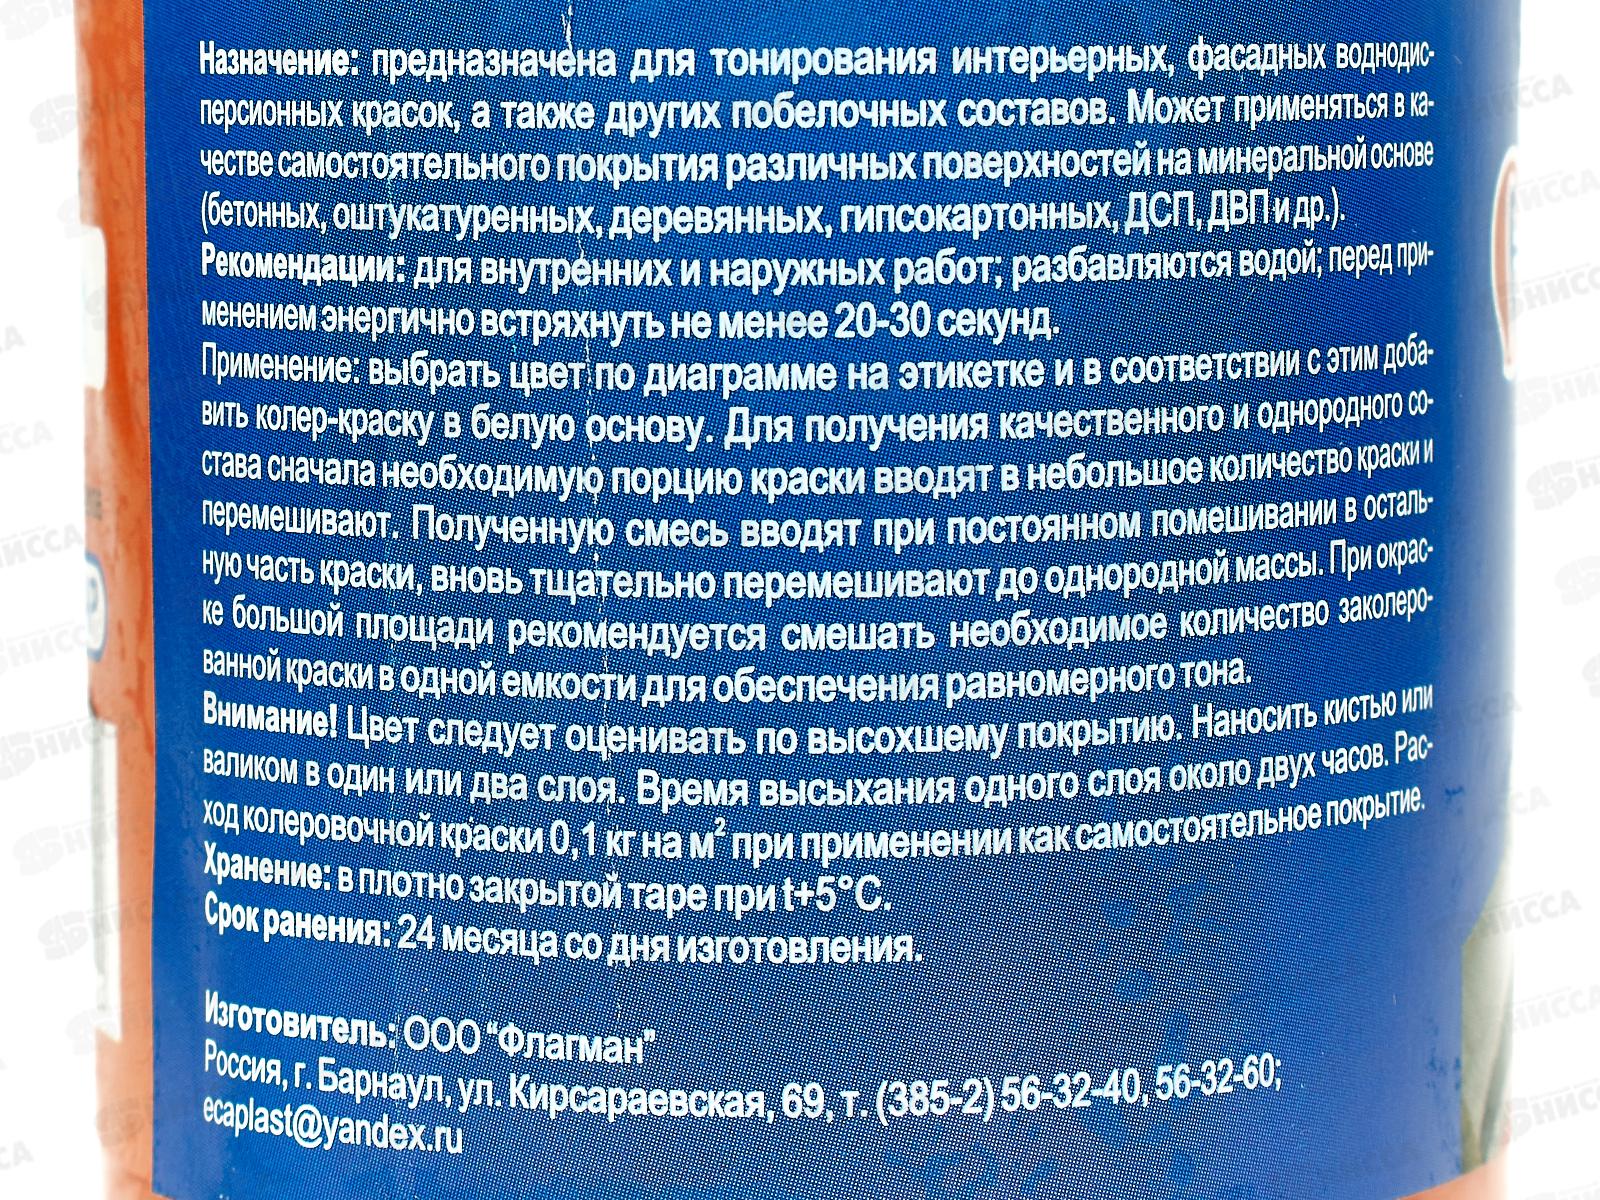 Назначение: предназначена для тонирования интерьерных, фасадных воднодис-
персионных красок, а также других побелочных составов. Может применяться в ка-
честве самостоятельного покрытия различных поверхностей на минеральной основе
(бетонных, оштукатуренных, деревянных, гипсокартонных, ДСП, ДВП и др.).
Рекомендации: для внутренних и наружных работ; разбавляются водой; перед при-
менением энергично встряхнуть не менее 20-30 секунд.
Применение: выбрать цвет по диаграмме на этикетке и в соответствии с этим доба-
вить колер-краску в белую основу. Для получения качественного и однородного со-
става сначала необходимую порцию краски вводят в небольшое количество краски и
перемешивают. Полученную смесь вводят при постоянном помешивании в осталь-
ную часть краски, вновь тщательно перемешивают до однородной массы. При окрас-
ке большой площади рекомендуется смешать необходимое количество заколеро-
ванной краски в одной емкости для обеспечения равномерного тона.
Внимание! Цвет следует оценивать по высохшему покрытию. Наносить кистью или
валиком в один или два слоя. Время высыхания одного слоя около двух часов. Рас-
ход колеровочной краски 0,1 кг на м² при применении как самостоятельное покрытие.
Хранение: в плотно закрытой таре при t+5°С.
Срок ранения: 24 месяца со дня изготовления.
Изготовитель: ООО "Флагман"
Россия, г. Барнаул, ул. Кирсараевская, 69, т. (385-2) 56-32-40, 56-32-60;
ecaplast@yandex.ru